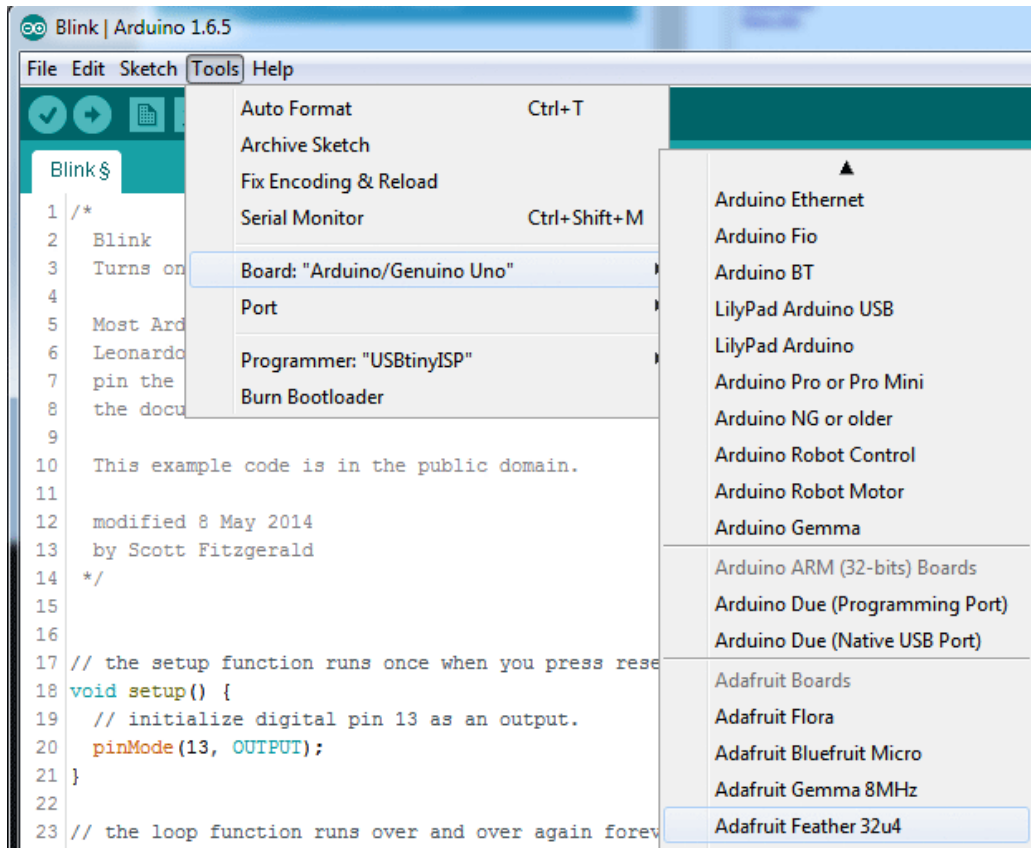 Blink | Arduino 1.6.5
File Edit Sketch Tools Help
Auto Format Ctrl+T
Archive Sketch
Fix Encoding & Reload
Serial Monitor Ctrl+Shift+M
Board: "Arduino/Genuino Uno"
Port
Programmer: "USBtinyISP"
Burn Bootloader
Arduino Ethernet
Arduino Fio
Arduino BT
LilyPad Arduino USB
LilyPad Arduino
Arduino Pro or Pro Mini
Arduino NG or older
Arduino Robot Control
Arduino Robot Motor
Arduino Gemma
Arduino ARM (32-bits) Boards
Arduino Due (Programming Port)
Arduino Due (Native USB Port)
Adafruit Boards
Adafruit Flora
Adafruit Bluefruit Micro
Adafruit Gemma 8MHz
Adafruit Feather 32u4
Blink §
1 /*
2 Blink
3 Turns on
4
5 Most Ard
6 Leonardo
7 pin the
8 the docu
9
10 This example code is in the public domain.
11
12 modified 8 May 2014
13 by Scott Fitzgerald
14 */
15
16
17 // the setup function runs once when you press rese
18 void setup() {
19 // initialize digital pin 13 as an output.
20 pinMode(13, OUTPUT);
21 }
22
23 // the loop function runs over and over again forev